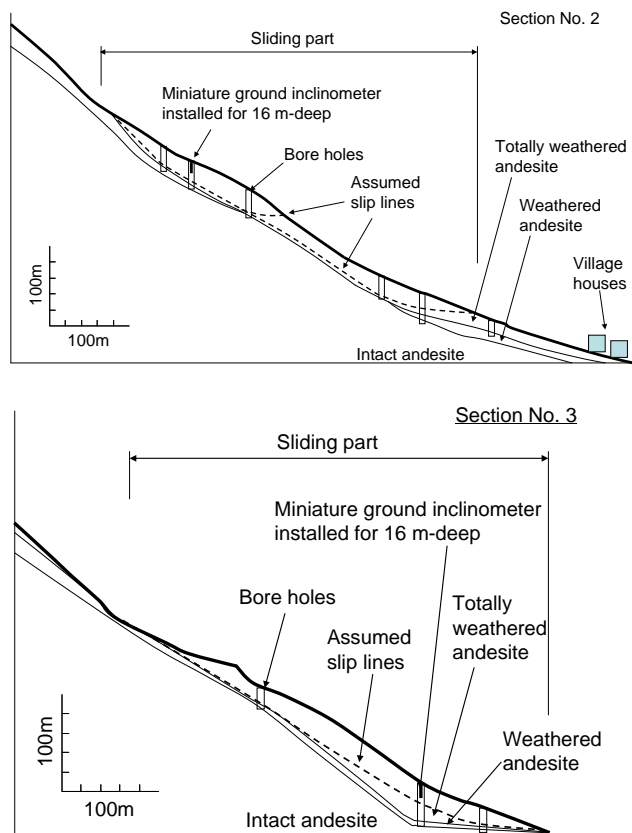 Section No. 2
Sliding part
Miniature ground inclinometer
installed for 16 m-deep
Bore holes
Totally weathered
andesite
Assumed
slip lines
Weathered
andesite
Village
houses
100m
100m
Intact andesite
Section No. 3
Sliding part
Miniature ground inclinometer
installed for 16 m-deep
Bore holes
Totally
weathered
andesite
Assumed
slip lines
Weathered
andesite
100m
100m
Intact andesite